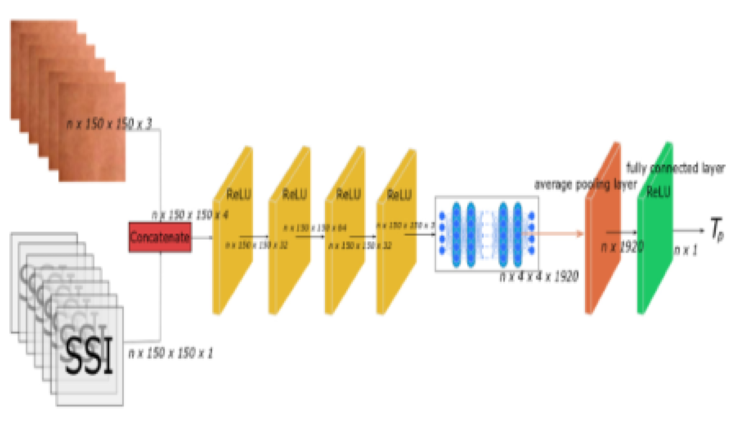 n x 150 x 150 x 3
n x 150 x 150 x 4
Concatenate
SSI
n x 150 x 150 x 1
ReLU
n x 150 x 150 x 32
ReLU
n x 150 x 150 x 64
ReLU
n x 150 x 150 x 32
ReLU
n x 150 x 150 x 3
n x 4 x 4 x 1920
average pooling layer
n x 1920
fully connected layer
ReLU
n x 1
Tp